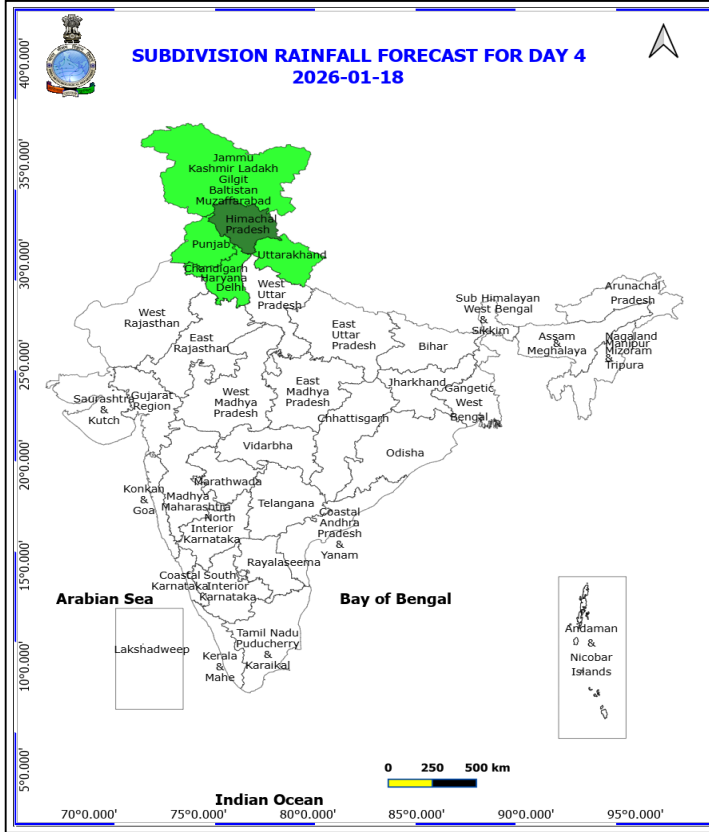 SUBDIVISION RAINFALL FORECAST FOR DAY 4
2026-01-18
40°0.000'
35°0.000'
30°0.000'
25°0.000'
20°0.000'
15°0.000'
10°0.000'
5°0.000'
Jammu
Kashmir Ladakh
Gilgit
Baltistan
Muzaffarabad
Himachal
Pradesh
Punjab
Uttarakhand
Chandigarh
Haryana
Delhi
West
Uttar
Pradesh
Arunachal
Pradesh
Sub Himalayan
West Bengal
&
Sikkim
West
Rajasthan
East
Rajasthan
East
Uttar
Pradesh
Bihar
Assam
&
Meghalaya
Nagaland
Manipur
Mizoram
&
Tripura
Saurashtra
&
Kutch
Gujarat
Region
West
Madhya
Pradesh
East
Madhya
Pradesh
Jharkhand
Gangetic
West
Bengal
Chhattisgarh
Vidarbha
Odisha
Konkan
&
Goa
Marathwada
Madhya
Maharashtra
Telangana
North
Interior
Karnataka
Coastal
Andhra
Pradesh
&
Yanam
Rayalaseema
Coastal
Karnataka
South
Interior
Karnataka
Arabian Sea
Bay of Bengal
Lakshadweep
Kerala
&
Mahe
Tamil Nadu
Puducherry
&
Karaikal
Andaman
&
Nicobar
Islands
0 250 500 km
Indian Ocean
70°0.000' 75°0.000' 80°0.000' 85°0.000' 90°0.000' 95°0.000'